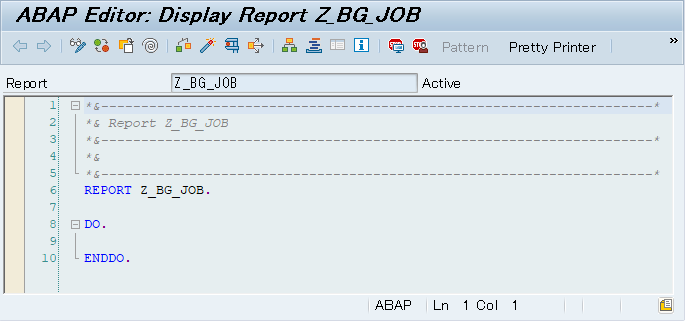 ABAP Editor: Display Report Z_BG_JOB
Pattern Pretty Printer »
Report Z_BG_JOB Active
1 *&---------------------------------------------------------------------*
2 *& Report Z_BG_JOB
3 *&---------------------------------------------------------------------*
4 *&
5 *&---------------------------------------------------------------------*
6 REPORT Z_BG_JOB.
7
8 DO.
9
10 ENDDO.
ABAP Ln 1 Col 1